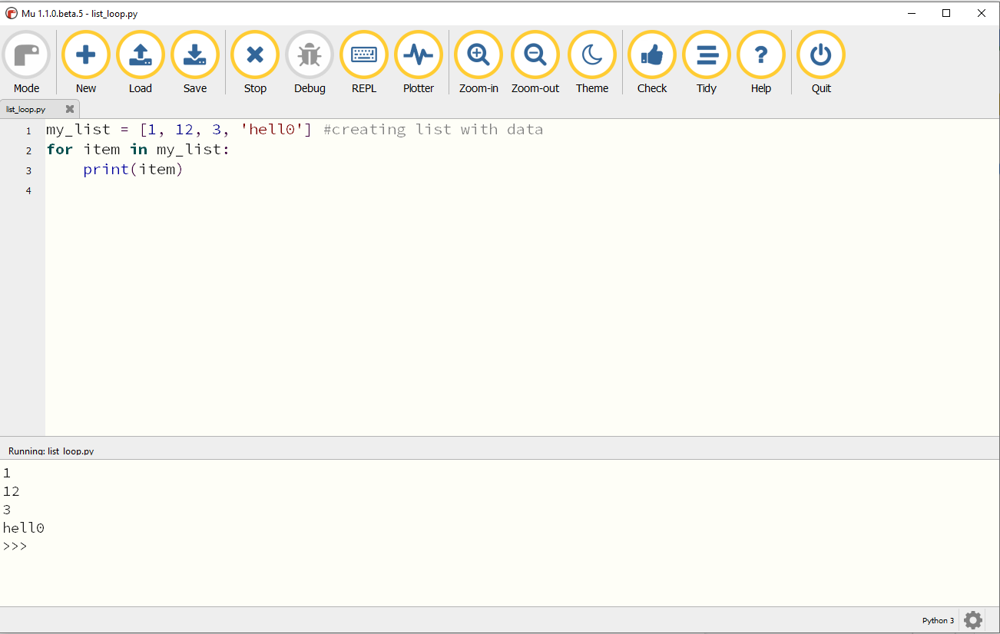 Mu 1.1.0.beta.5 - list_loop.py
Mode New Load Save Stop Debug REPL Plotter Zoom-in Zoom-out Theme Check Tidy Help Quit
list_loop.py
1 my_list = [1, 12, 3, 'hell0'] #creating list with data
2 for item in my_list:
3     print(item)
4
Running: list_loop.py
1
12
3
hell0
>>>
Python 3